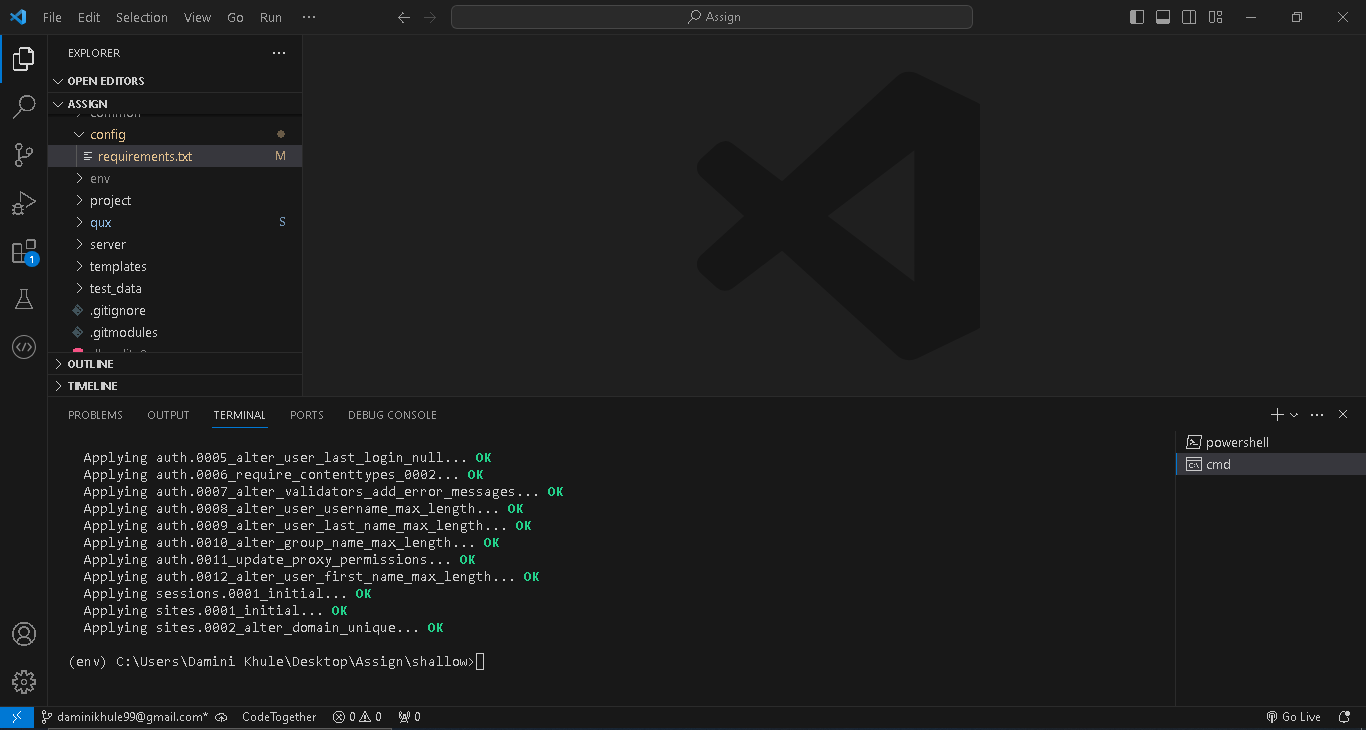 File Edit Selection View Go Run ···
Assign
EXPLORER
OPEN EDITORS
ASSIGN
common
config
requirements.txt M
env
project
qux S
server
templates
test_data
.gitignore
.gitmodules
OUTLINE
TIMELINE
1
PROBLEMS OUTPUT TERMINAL PORTS DEBUG CONSOLE
Applying auth.0005_alter_user_last_login_null... OK
Applying auth.0006_require_contenttypes_0002... OK
Applying auth.0007_alter_validators_add_error_messages... OK
Applying auth.0008_alter_user_username_max_length... OK
Applying auth.0009_alter_user_last_name_max_length... OK
Applying auth.0010_alter_group_name_max_length... OK
Applying auth.0011_update_proxy_permissions... OK
Applying auth.0012_alter_user_first_name_max_length... OK
Applying sessions.0001_initial... OK
Applying sites.0001_initial... OK
Applying sites.0002_alter_domain_unique... OK
(env) C:\Users\Damini Khule\Desktop\Assign\shallow>
powershell
cmd
daminikhule99@gmail.com* CodeTogether 0 0 0 Go Live